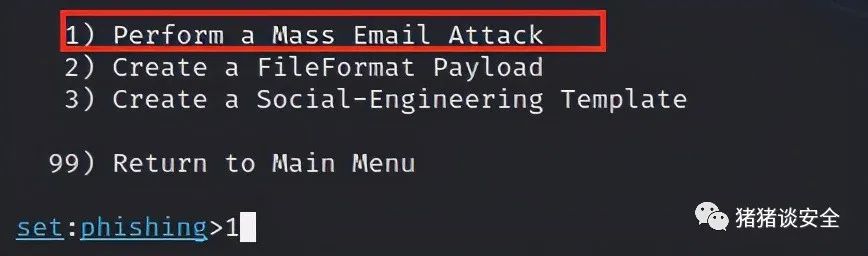 1) Perform a Mass Email Attack
2) Create a FileFormat Payload
3) Create a Social-Engineering Template
99) Return to Main Menu
set:phishing>1
猪猪谈安全